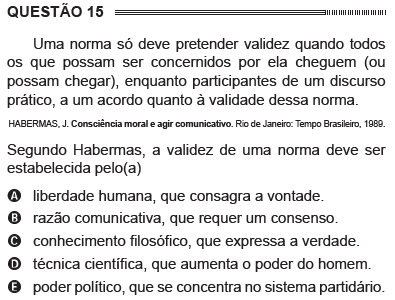 QUESTÃO 15
Uma norma só deve pretender validez quando todos
os que possam ser concernidos por ela cheguem (ou
possam chegar), enquanto participantes de um discurso
prático, a um acordo quanto à validade dessa norma.
HABERMAS, J. Consciência moral e agir comunicativo. Rio de Janeiro: Tempo Brasileiro, 1989.
Segundo Habermas, a validez de uma norma deve ser
estabelecida pelo(a)
A liberdade humana, que consagra a vontade.
B razão comunicativa, que requer um consenso.
C conhecimento filosófico, que expressa a verdade.
D técnica científica, que aumenta o poder do homem.
E poder político, que se concentra no sistema partidário.